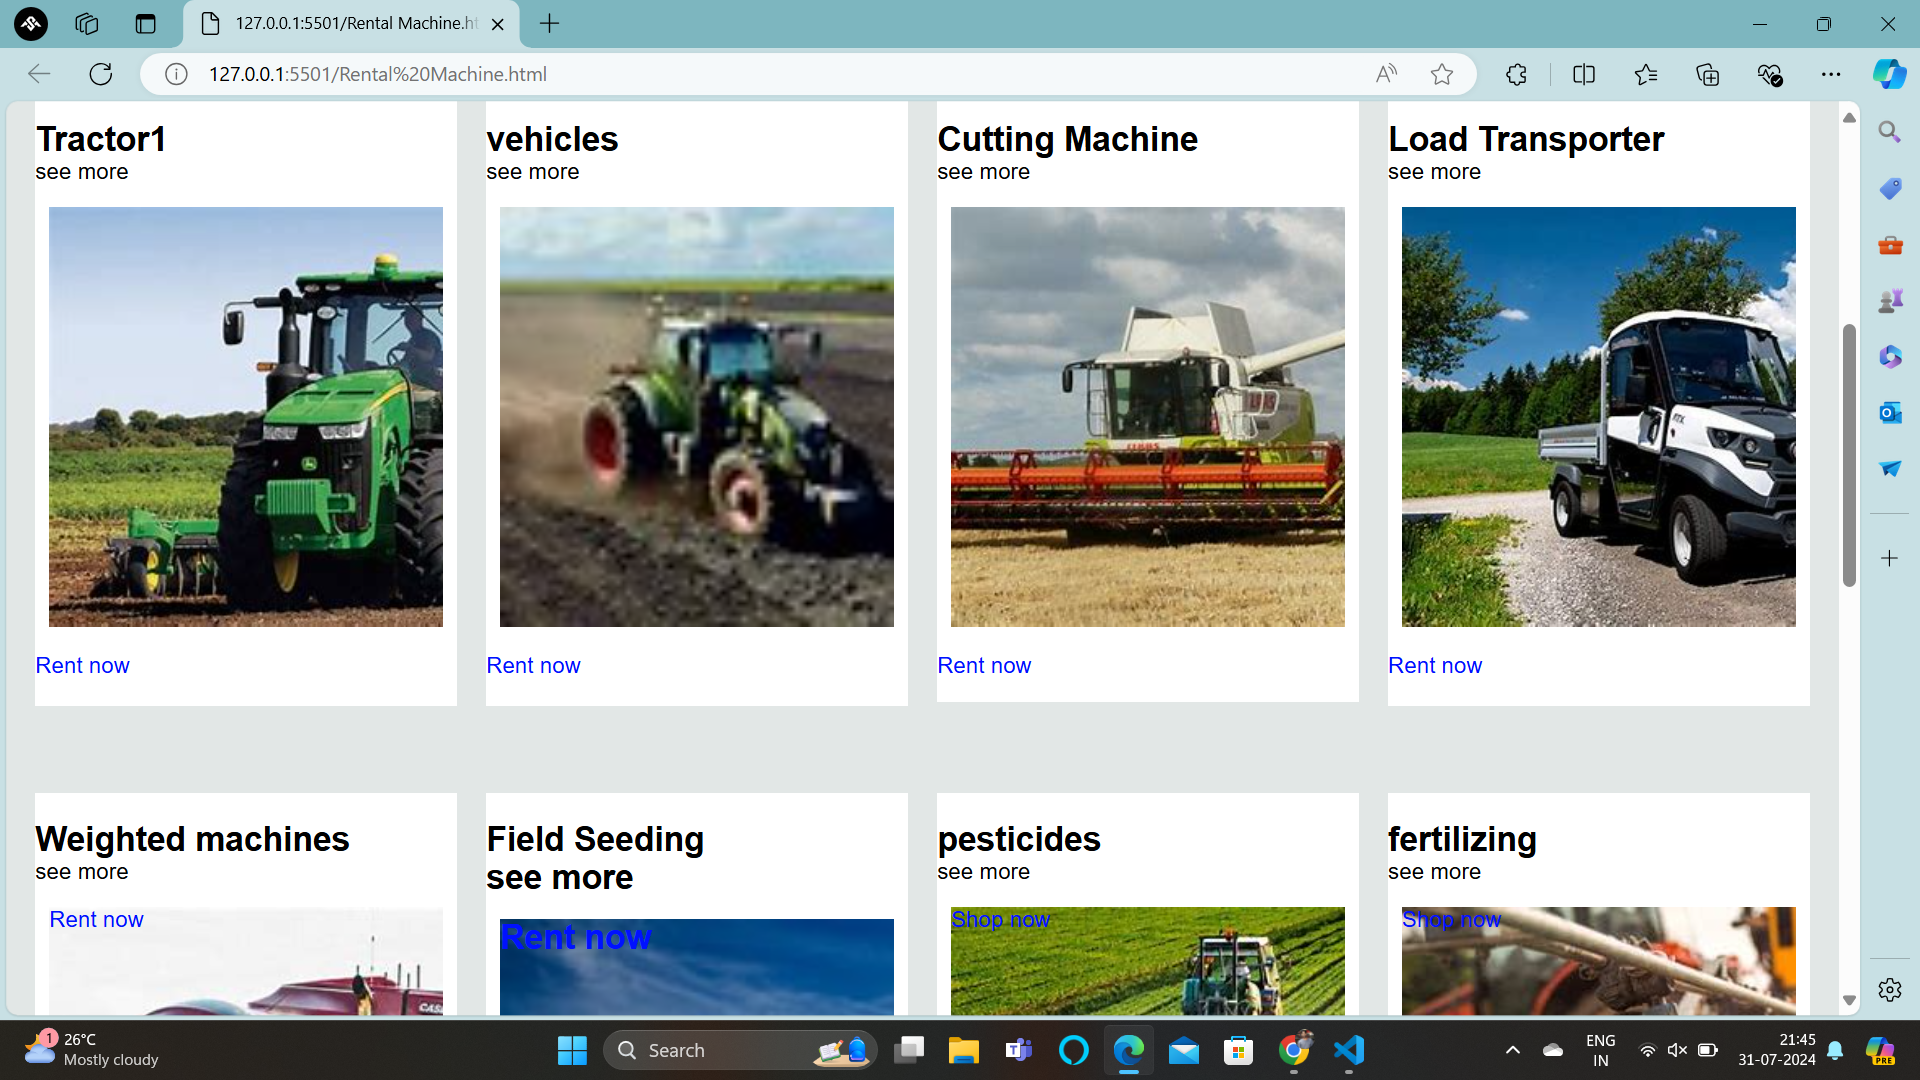 127.0.0.1:5501/Rental Machine.ht
127.0.0.1:5501/Rental%20Machine.html
Tractor1
see more
Rent now
vehicles
see more
Rent now
Cutting Machine
see more
CLAAS
Rent now
Load Transporter
see more
Rent now
Weighted machines
see more
Rent now
Field Seeding
see more
Rent now
pesticides
see more
Shop now
fertilizing
see more
Shop now
1
26°C
Mostly cloudy
Search
ENG
IN
21:45
31-07-2024
PRE